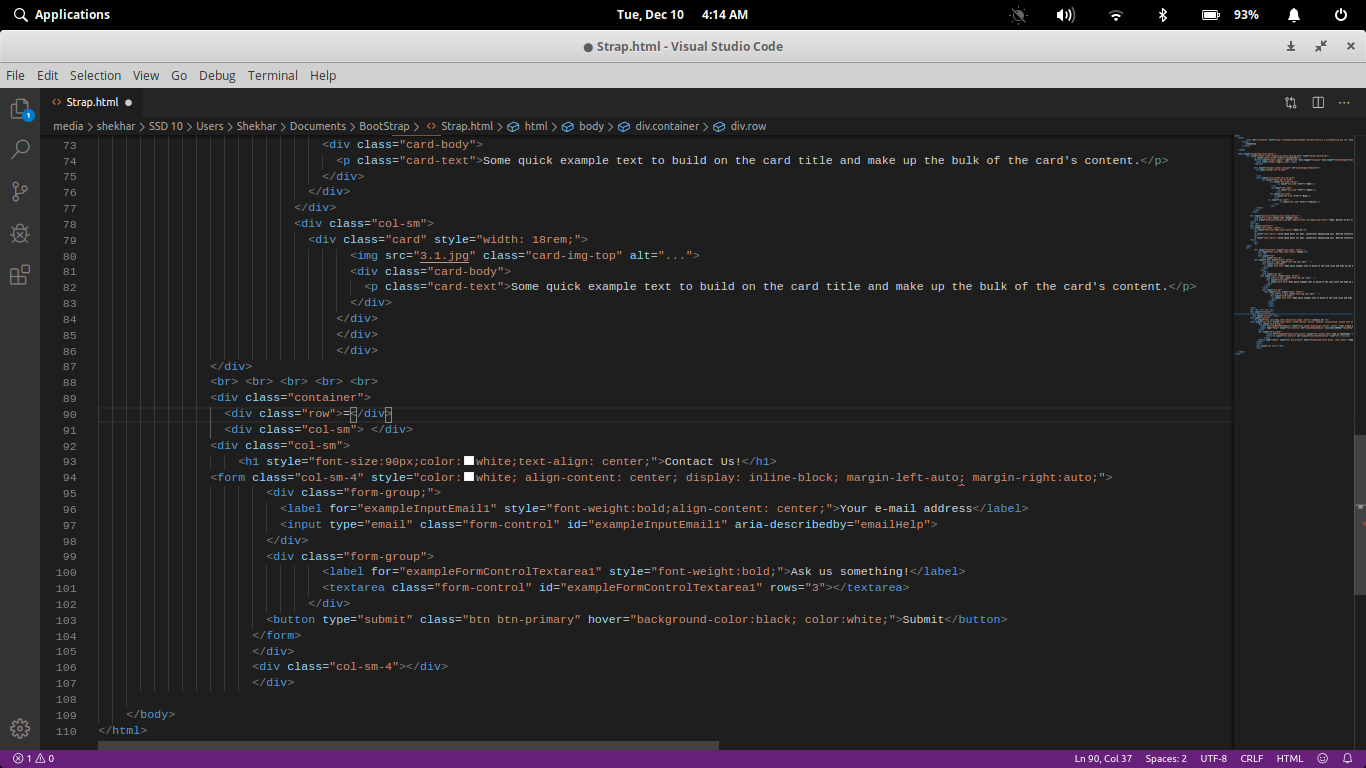 Applications
Tue, Dec 10 4:14 AM
93%
● Strap.html - Visual Studio Code
File Edit Selection View Go Debug Terminal Help
1
<> Strap.html ●
media > shekhar > SSD 10 > Users > Shekhar > Documents > BootStrap > <> Strap.html > html > body > div.container > div.row
73 <div class="card-body">
74 <p class="card-text">Some quick example text to build on the card title and make up the bulk of the card's content.</p>
75 </div>
76 </div>
77 </div>
78 <div class="col-sm">
79 <div class="card" style="width: 18rem;">
80 <img src="3.1.jpg" class="card-img-top" alt="...">
81 <div class="card-body">
82 <p class="card-text">Some quick example text to build on the card title and make up the bulk of the card's content.</p>
83 </div>
84 </div>
85 </div>
86 </div>
87 </div>
88 <br> <br> <br> <br> <br>
89 <div class="container">
90 <div class="row">=</div>
91 <div class="col-sm"> </div>
92 <div class="col-sm">
93 <h1 style="font-size:90px;color:white;text-align: center;">Contact Us!</h1>
94 <form class="col-sm-4" style="color:white; align-content: center; display: inline-block; margin-left-auto; margin-right:auto;">
95 <div class="form-group;">
96 <label for="exampleInputEmail1" style="font-weight:bold;align-content: center;">Your e-mail address</label>
97 <input type="email" class="form-control" id="exampleInputEmail1" aria-describedby="emailHelp">
98 </div>
99 <div class="form-group">
100 <label for="exampleFormControlTextarea1" style="font-weight:bold;">Ask us something!</label>
101 <textarea class="form-control" id="exampleFormControlTextarea1" rows="3"></textarea>
102 </div>
103 <button type="submit" class="btn btn-primary" hover="background-color:black; color:white;">Submit</button>
104 </form>
105 </div>
106 <div class="col-sm-4"></div>
107 </div>
108
109 </body>
110 </html>
1 0 Ln 90, Col 37 Spaces: 2 UTF-8 CRLF HTML